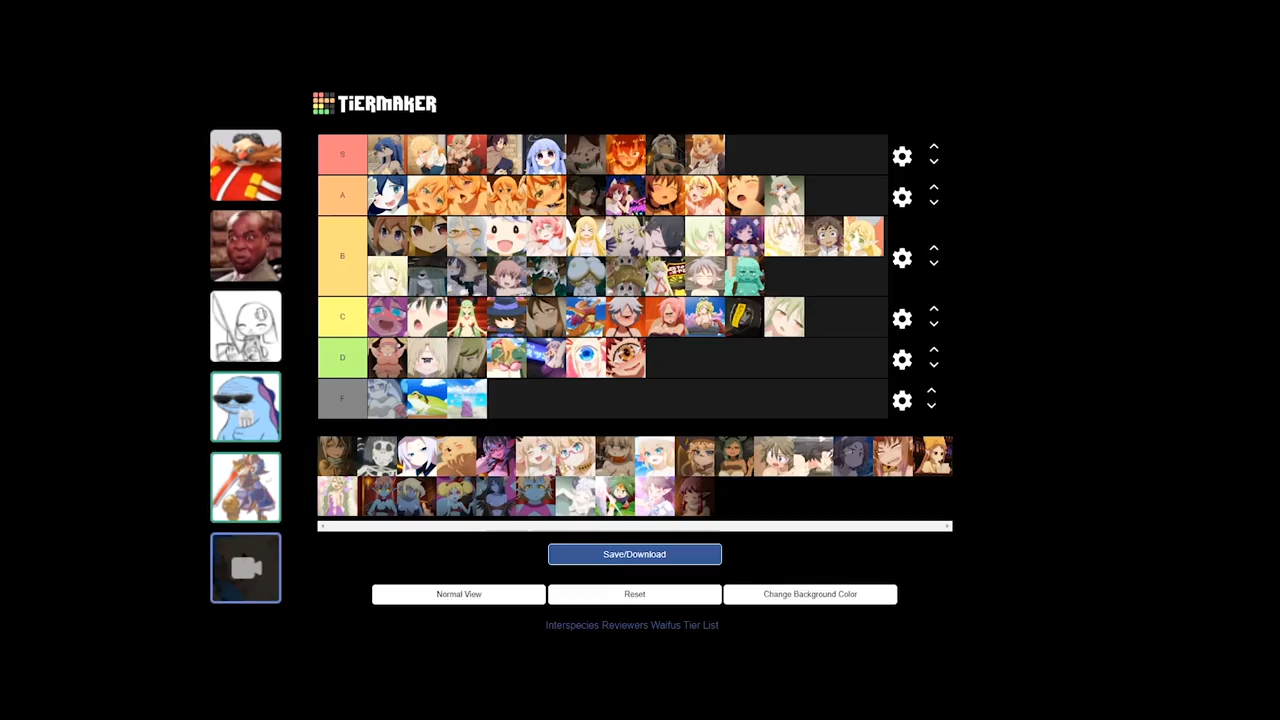 TiERMAKER
S
A
B
C
D
F
Save/Download
Normal View
Reset
Change Background Color
Interspecies Reviewers Waifus Tier List